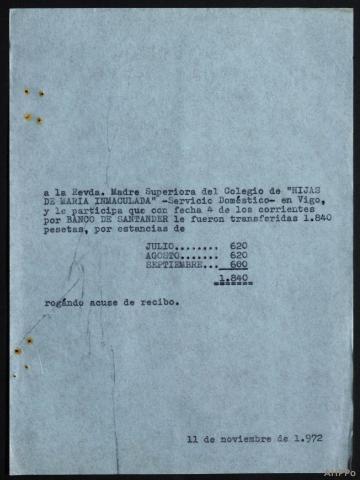 a la Revda. Madre Superiora del Colegio de "HIJAS
DE MARIA INMACULADA" -Servicio Doméstico- en Vigo,
y le participa que con fecha 4 de los corrientes
por BANCO DE SANTANDER le fueron transferidas 1.840
pesetas, por estancias de
JULIO........ 620
AGOSTO....... 620
SEPTIEMBRE... 600
1.840
rogándo acuse de recibo.
11 de noviembre de 1.972
AHPPo